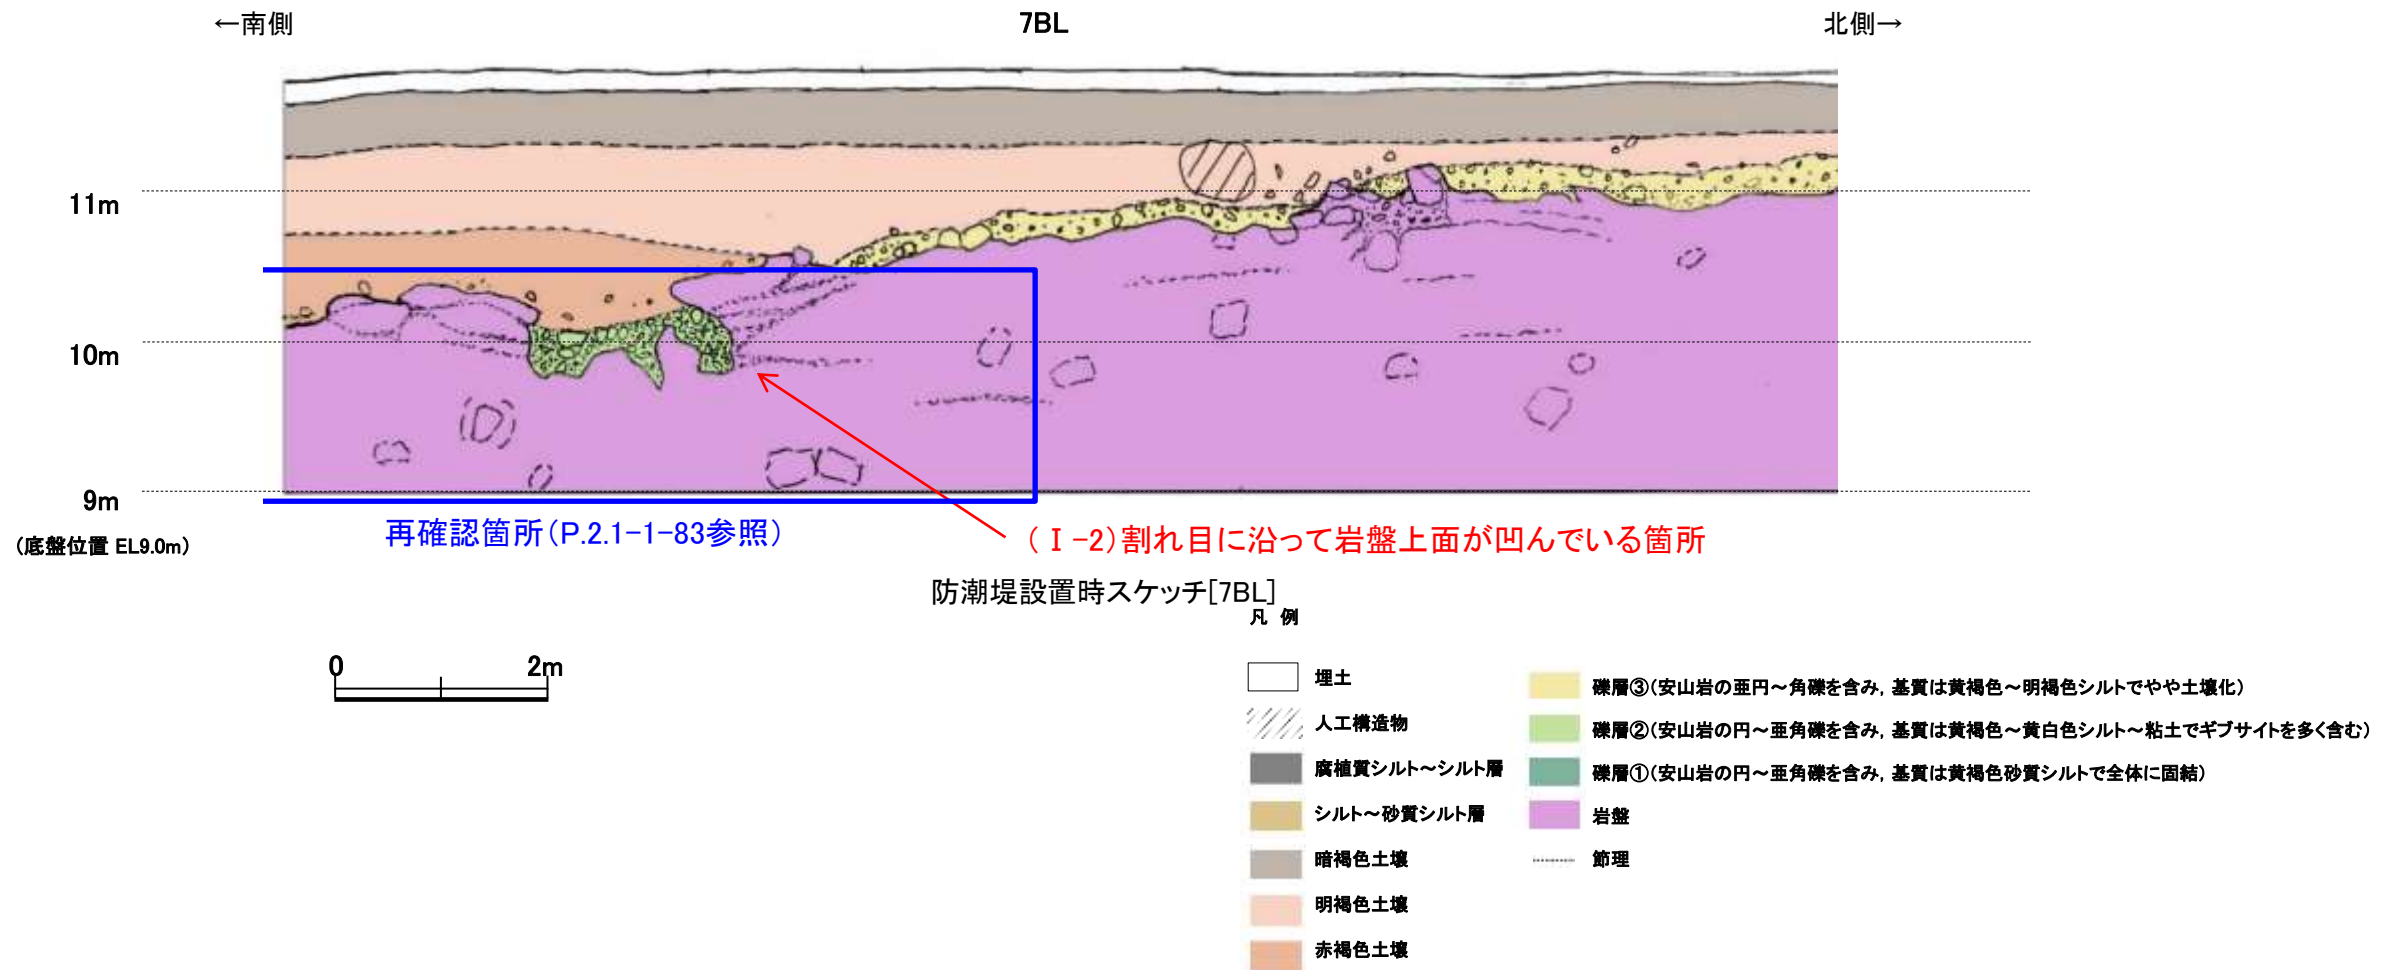 ←南側
7BL
北側→
11m
10m
9m
(底盤位置 EL9.0m)
再確認箇所(P.2.1-1-83参照)
(Ⅰ-2)割れ目に沿って岩盤上面が凹んでいる箇所
防潮堤設置時スケッチ[7BL]
凡 例
0 2m
埋土
人工構造物
腐植質シルト～シルト層
シルト～砂質シルト層
暗褐色土壌
明褐色土壌
赤褐色土壌
礫層③(安山岩の亜円～角礫を含み, 基質は黄褐色～明褐色シルトでやや土壌化)
礫層②(安山岩の円～亜角礫を含み, 基質は黄褐色～黄白色シルト～粘土でギブサイトを多く含む)
礫層①(安山岩の円～亜角礫を含み, 基質は黄褐色砂質シルトで全体に固結)
岩盤
節理